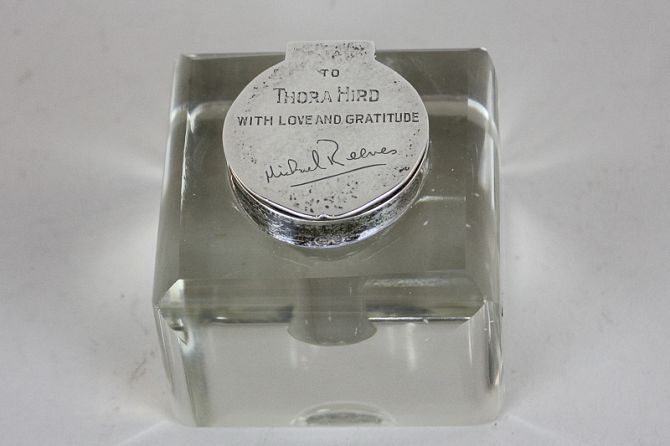 TO
THORA HIRD
WITH LOVE AND GRATITUDE
Michael Reeves